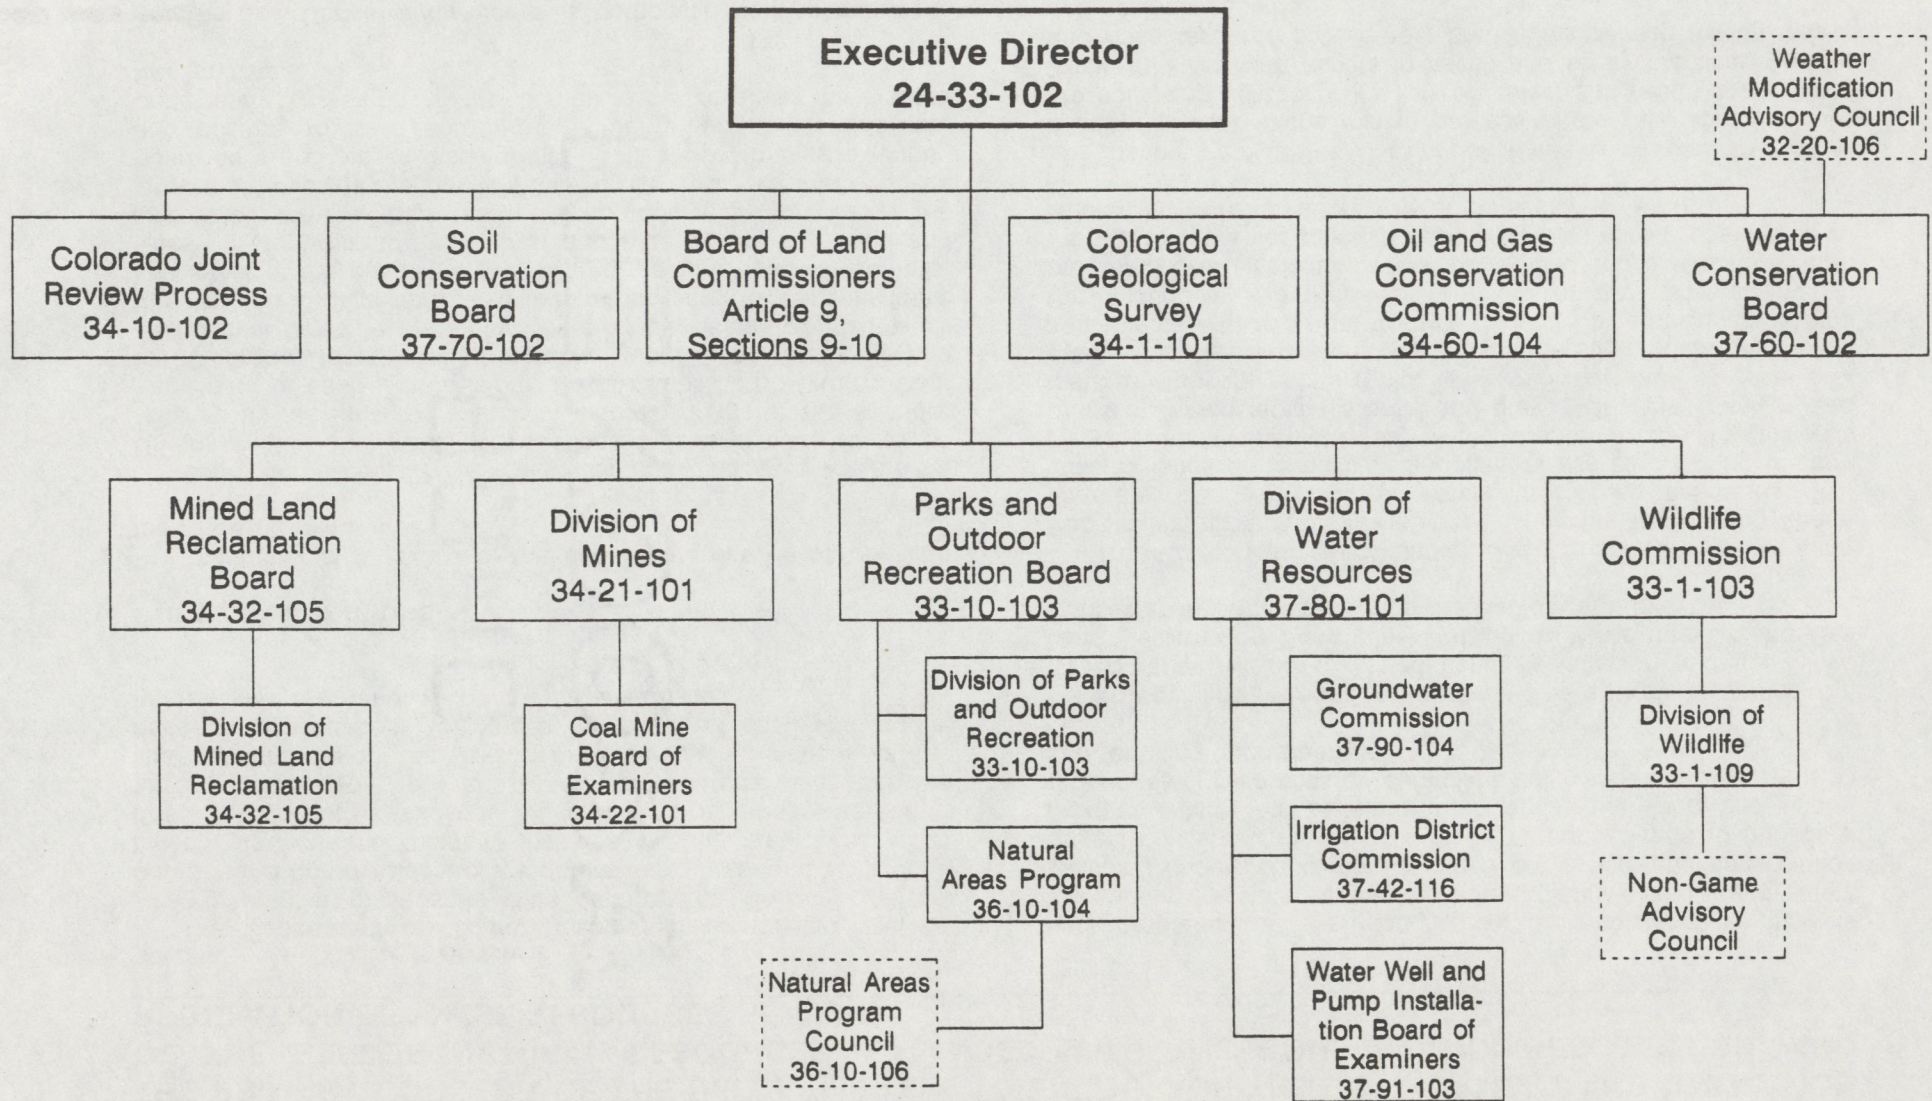 Executive Director
24-33-102
Weather
Modification
Advisory Council
32-20-106
Colorado Joint
Review Process
34-10-102
Soil
Conservation
Board
37-70-102
Board of Land
Commissioners
Article 9,
Sections 9-10
Colorado
Geological
Survey
34-1-101
Oil and Gas
Conservation
Commission
34-60-104
Water
Conservation
Board
37-60-102
Mined Land
Reclamation
Board
34-32-105
Division of
Mines
34-21-101
Parks and
Outdoor
Recreation Board
33-10-103
Division of
Water
Resources
37-80-101
Wildlife
Commission
33-1-103
Division of
Mined Land
Reclamation
34-32-105
Coal Mine
Board of
Examiners
34-22-101
Division of Parks
and Outdoor
Recreation
33-10-103
Natural
Areas Program
36-10-104
Natural Areas
Program
Council
36-10-106
Groundwater
Commission
37-90-104
Irrigation District
Commission
37-42-116
Water Well and
Pump Installa-
tion Board of
Examiners
37-91-103
Division of
Wildlife
33-1-109
Non-Game
Advisory
Council